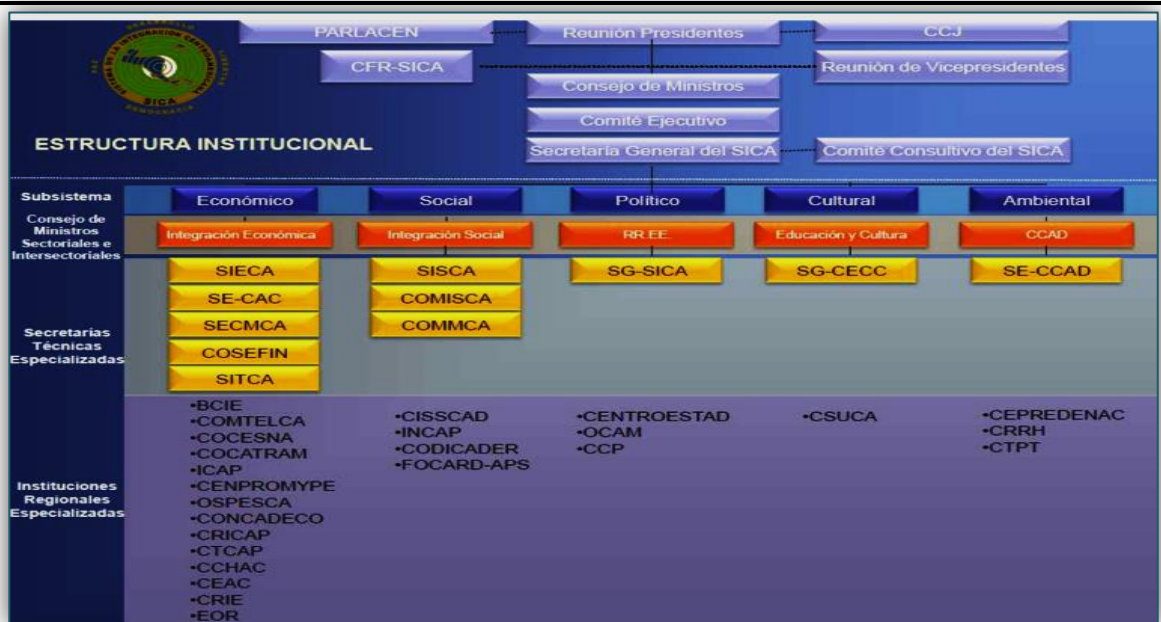 PARLACEN
Reunión Presidentes
CCJ
CFR-SICA
Reunión de Vicepresidentes
Consejo de Ministros
Comité Ejecutivo
ESTRUCTURA INSTITUCIONAL
Secretaría General del SICA
Comité Consultivo del SICA
SICA
Subsistema
Económico
Social
Político
Cultural
Ambiental
Consejo de
Ministros
Sectoriales e
Intersectoriales
Integración Económica
Integración Social
RR.EE.
Educación y Cultura
CCAD
Secretarías
Técnicas
Especializadas
SIECA
SE-CAC
SECMCA
COSEFIN
SITCA
SISCA
COMISCA
COMMCA
SG-SICA
SG-CECC
SE-CCAD
Instituciones
Regionales
Especializadas
•BCIE
•COMTELCA
•COCESNA
•COCATRAM
•ICAP
•CENPROMYPE
•OSPESCA
•CONCADECO
•CRICAP
•CTCAP
•CCHAC
•CEAC
•CRIE
•EOR
•CISSCAD
•INCAP
•CODICADER
•FOCARD-APS
•CENTROESTAD
•OCAM
•CCP
•CSUCA
•CEPREDENAC
•CRRH
•CTPT